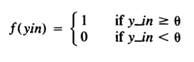 f(yin) = { 1 if y_in ≥ θ
0 if y_in < θ